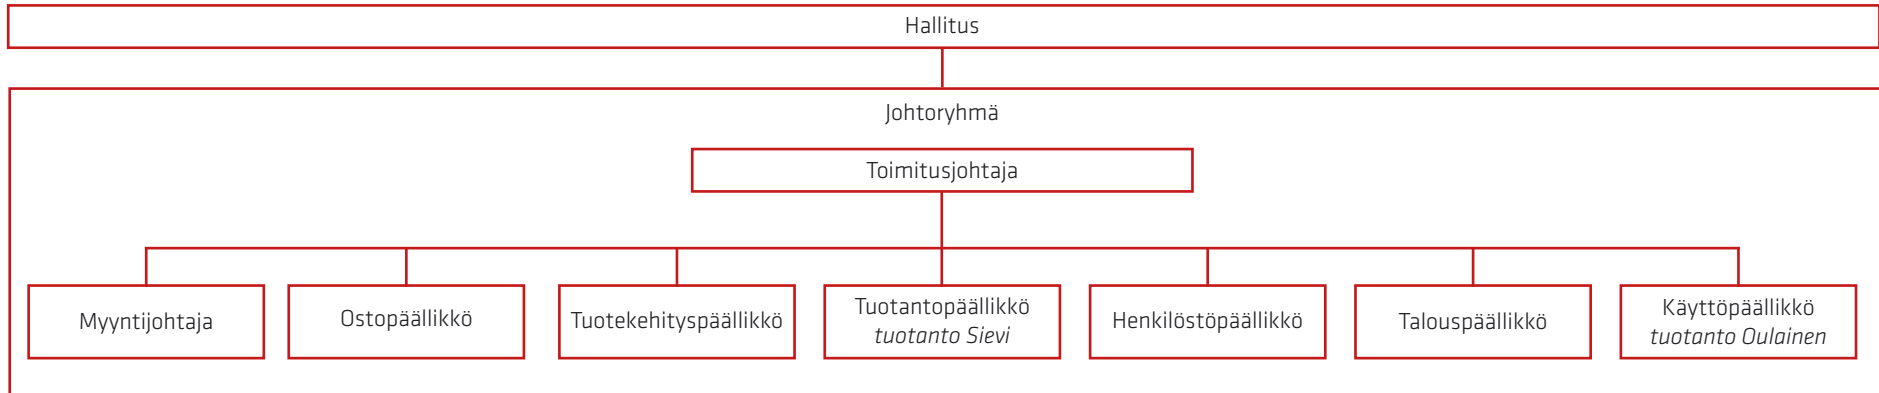 Hallitus
Johtoryhmä
Toimitusjohtaja
Myyntijohtaja
Ostopäällikkö
Tuotekehityspäällikkö
Tuotantopäällikkö
tuotanto Sievi
Henkilöstöpäällikkö
Talouspäällikkö
Käyttöpäällikkö
tuotanto Oulainen